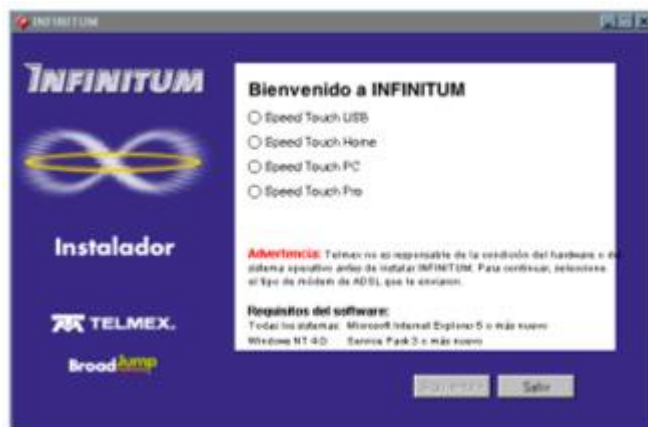 INFINITUM
INFINITUM
Bienvenido a INFINITUM
Speed Touch USB
Speed Touch Home
Speed Touch PC
Speed Touch Pro
Instalador
Advertencia: Telmex no es responsable de la condición del hardware o del
sistema operativo antes de instalar INFINITUM. Para continuar, seleccione
el tipo de módem de ADSL que le enviaron.
Requisitos del software:
Todos los sistemas: Microsoft Internet Explorer 5 o más nuevo
Windows NT 4.0: Service Pack 3 o más nuevo
TELMEX.
BroadJump
Siguiente Salir